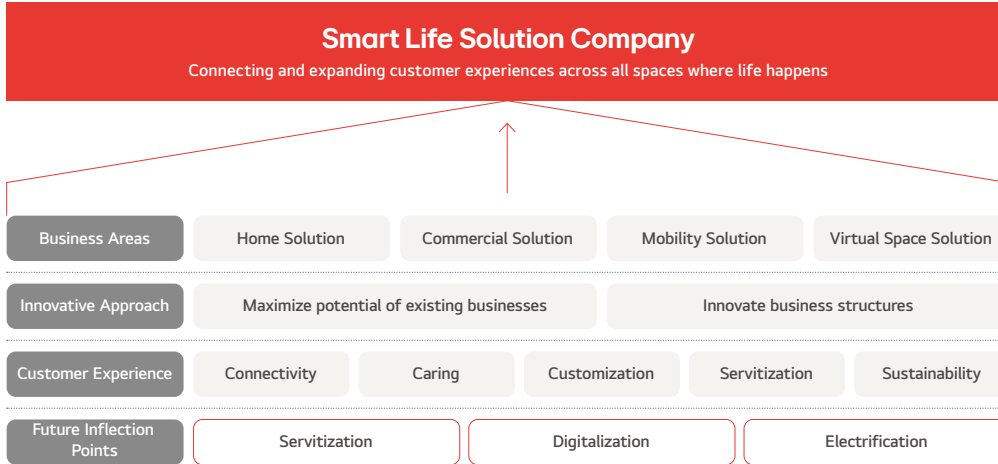 Smart Life Solution Company
Connecting and expanding customer experiences across all spaces where life happens
Business Areas
Home Solution
Commercial Solution
Mobility Solution
Virtual Space Solution
Innovative Approach
Maximize potential of existing businesses
Innovate business structures
Customer Experience
Connectivity
Caring
Customization
Servitization
Sustainability
Future Inflection
Points
Servitization
Digitalization
Electrification